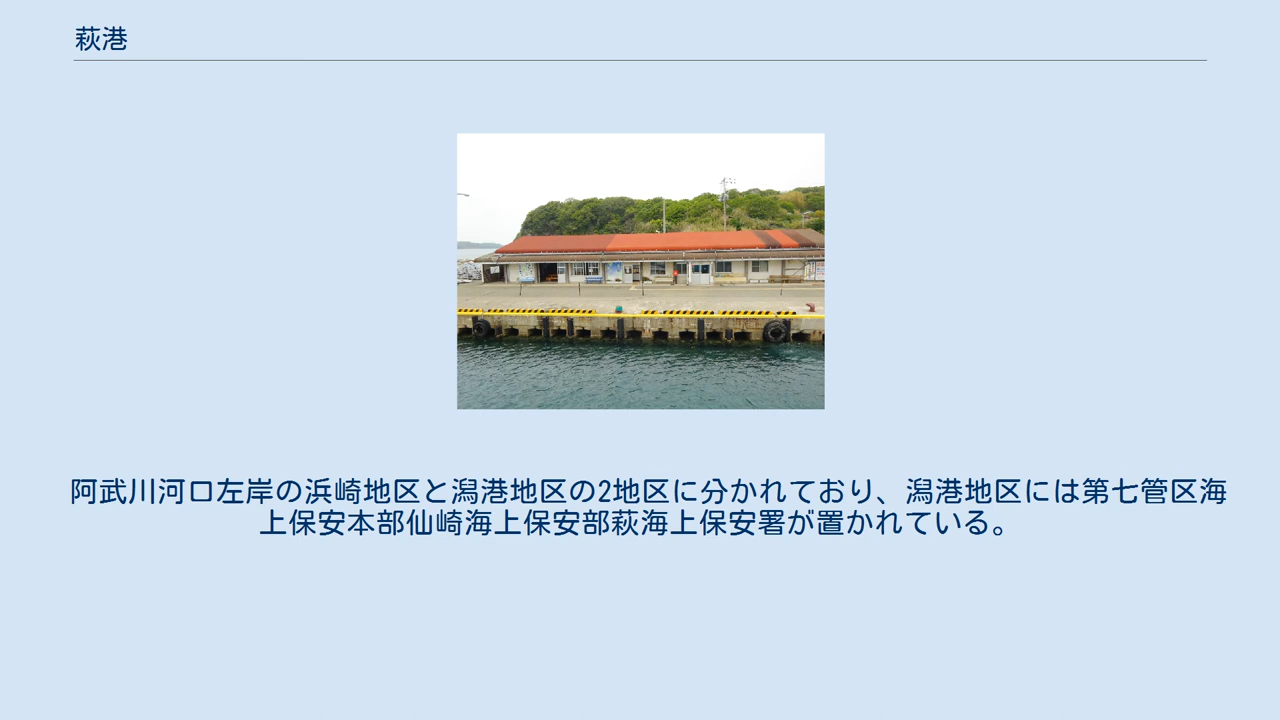 萩港
阿武川河口左岸の浜崎地区と潟港地区の2地区に分かれており、潟港地区には第七管区海
上保安本部仙崎海上保安部萩海上保安署が置かれている。